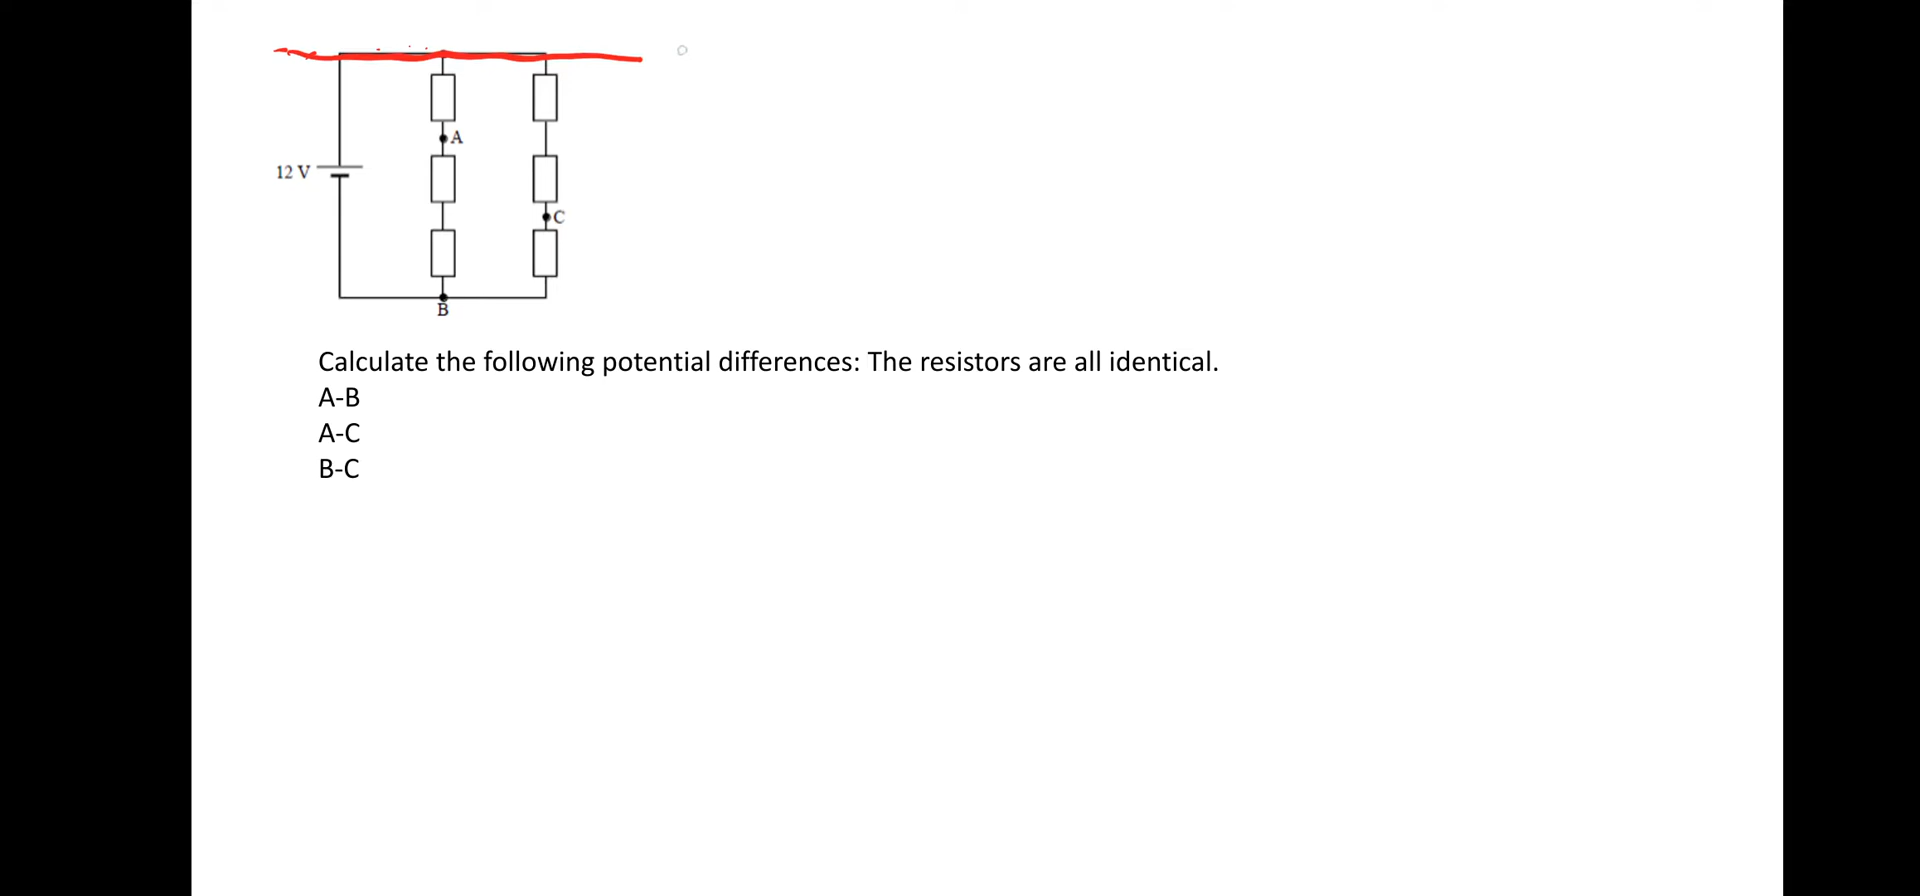 A
12 V
C
B
Calculate the following potential differences: The resistors are all identical.
A-B
A-C
B-C